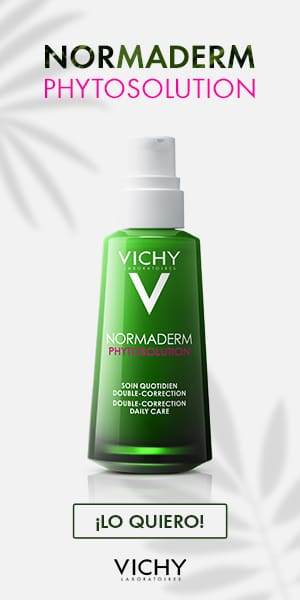 NORMADERM
PHYTOSOLUTION
VICHY
LABORATOIRES
V
NORMADERM
PHYTOSOLUTION
SOIN QUOTIDIEN
DOUBLE-CORRECTION
DOUBLE-CORRECTION
DAILY CARE
¡LO QUIERO!
VICHY
LABORATOIRES